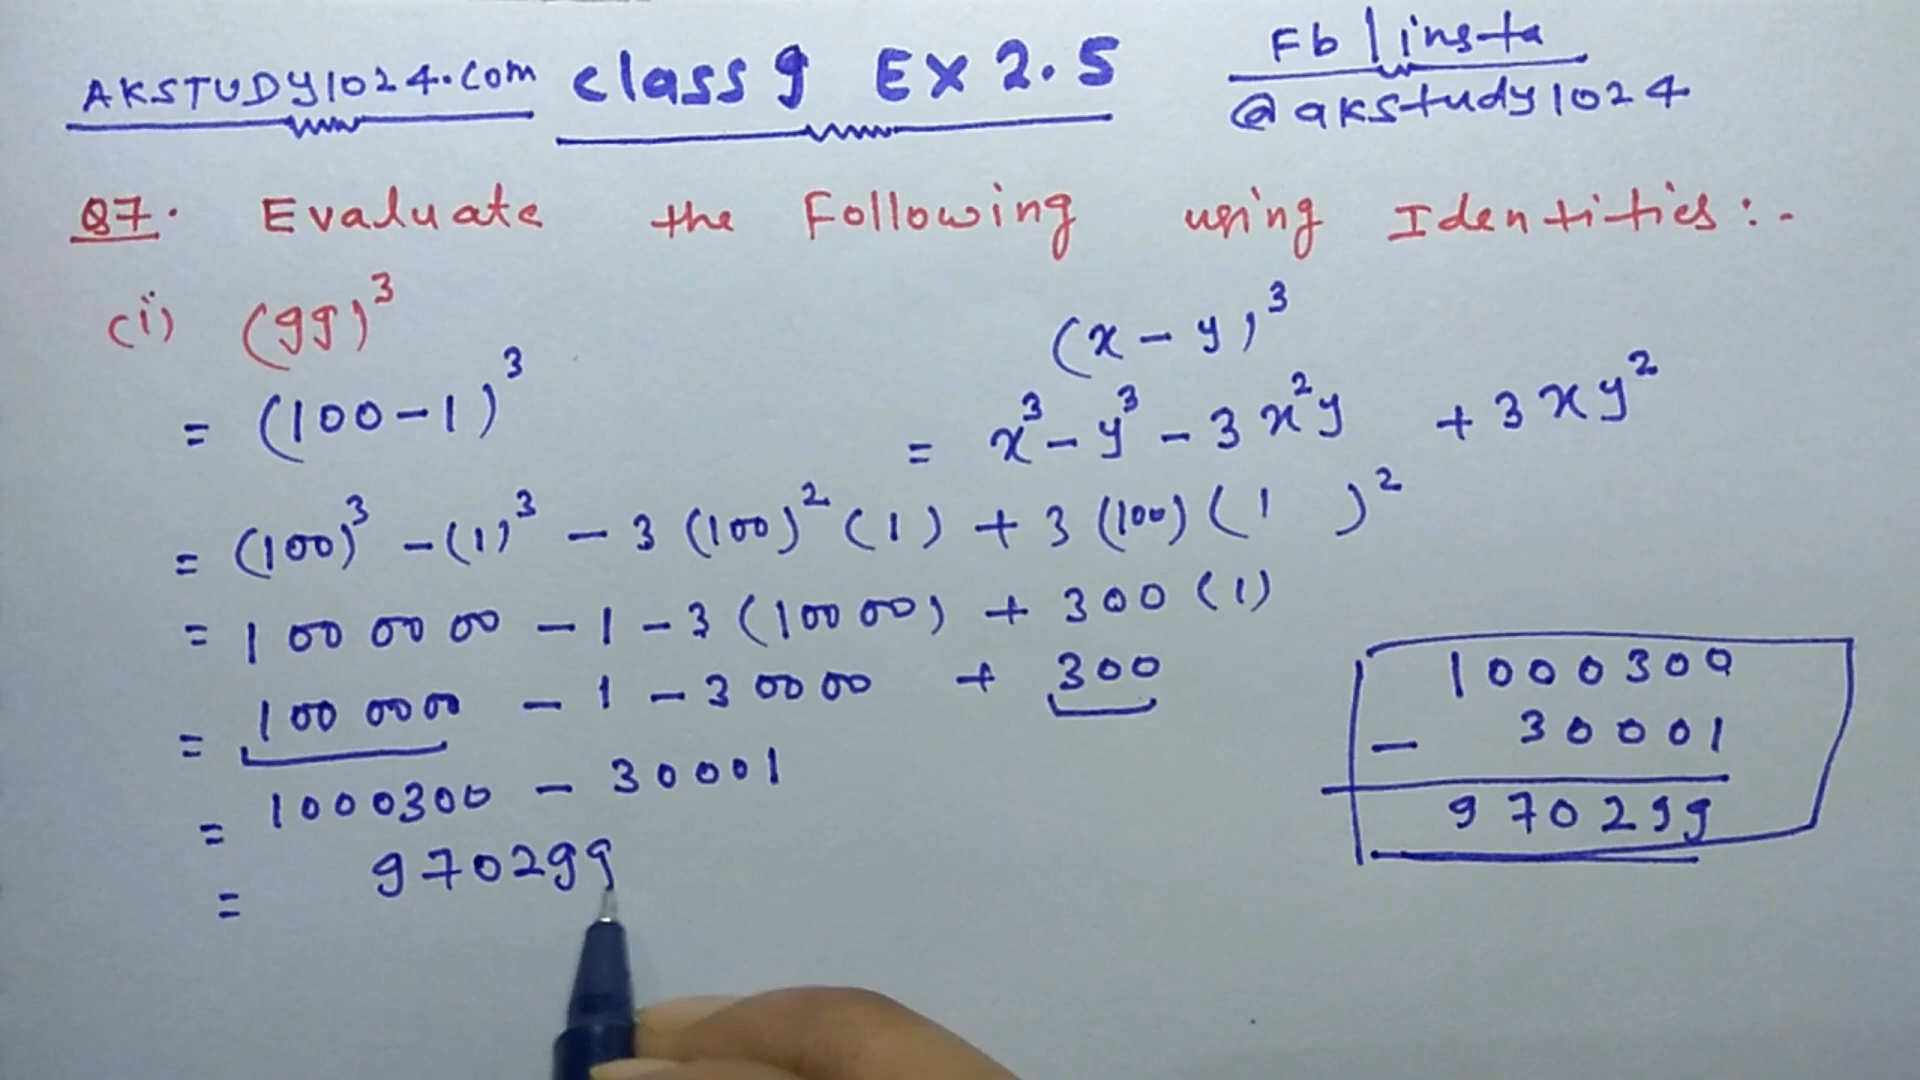 AKSTUDY1024.com class 9 EX 2.5 Fb | insta
@akstudy1024
Q7. Evaluate the Following using Identities:-
(i) (99)³
= (100-1)³
(x-y)³
= x³-y³-3x²y +3xy²
= (100)³ -(1)³ - 3(100)²(1) + 3(100)(1 )²
= 1000000 - 1 - 3(10000) + 300(1)
= 1000000 - 1 - 30000 + 300
= 1000300 - 30001
= 970299
1000300
- 30001
970299